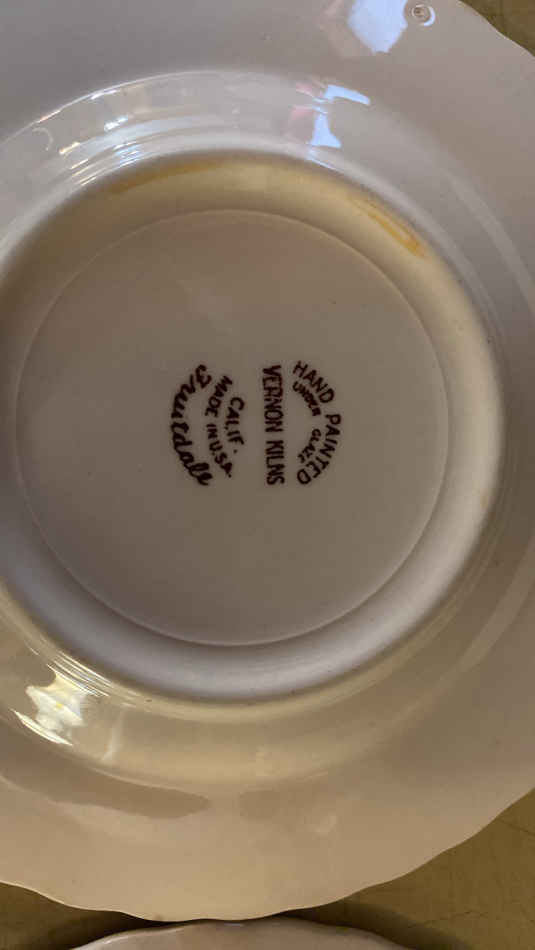 HAND PAINTED
UNDER GLAZE
VERNON KILNS
CALIF.
MADE IN U.S.A.
Fruitdale